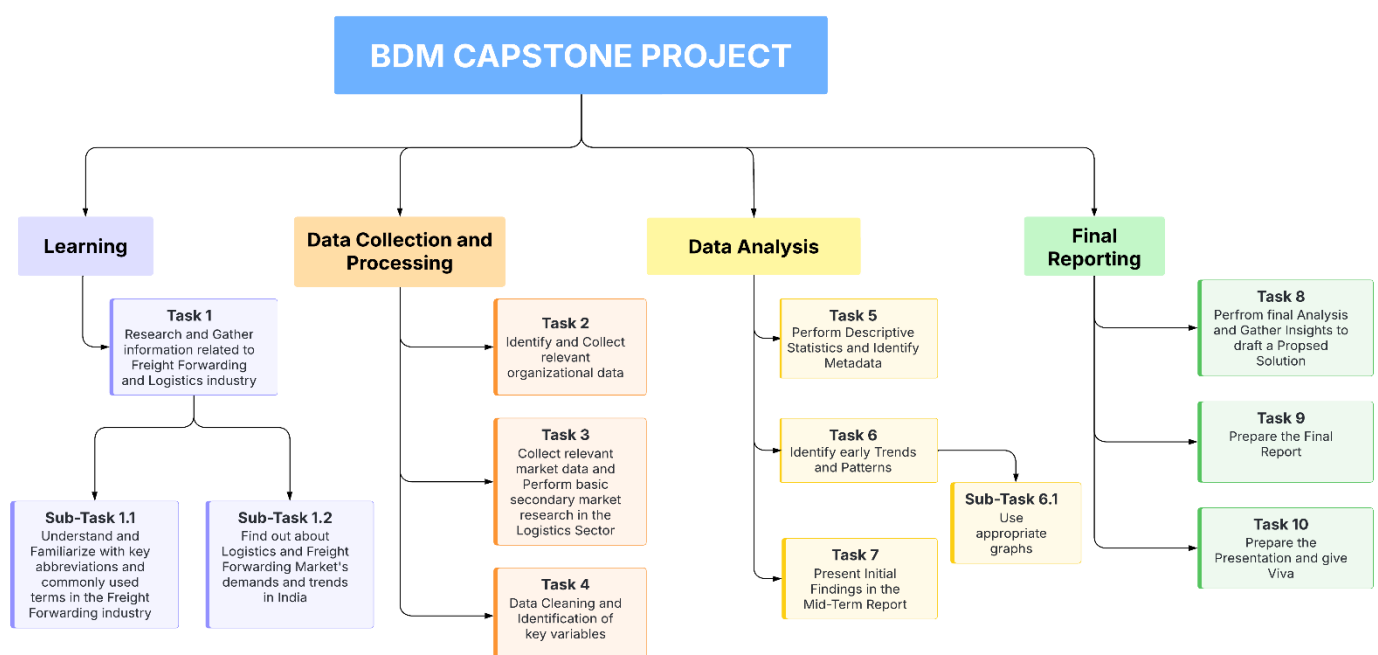 BDM CAPSTONE PROJECT
Learning
Task 1
Research and Gather
information related to
Freight Forwarding
and Logistics industry
Sub-Task 1.1
Understand and
Familiarize with key
abbreviations and
commonly used
terms in the Freight
Forwarding industry
Sub-Task 1.2
Find out about
Logistics and Freight
Forwarding Market's
demands and trends
in India
Data Collection and
Processing
Task 2
Identify and Collect
relevant
organizational data
Task 3
Collect relevant
market data and
Perform basic
secondary market
research in the
Logistics Sector
Task 4
Data Cleaning and
Identification of
key variables
Data Analysis
Task 5
Perform Descriptive
Statistics and Identify
Metadata
Task 6
Identify early Trends
and Patterns
Sub-Task 6.1
Use
appropriate
graphs
Task 7
Present Initial
Findings in the
Mid-Term Report
Final
Reporting
Task 8
Perfrom final Analysis
and Gather Insights to
draft a Propsed
Solution
Task 9
Prepare the Final
Report
Task 10
Prepare the
Presentation and give
Viva